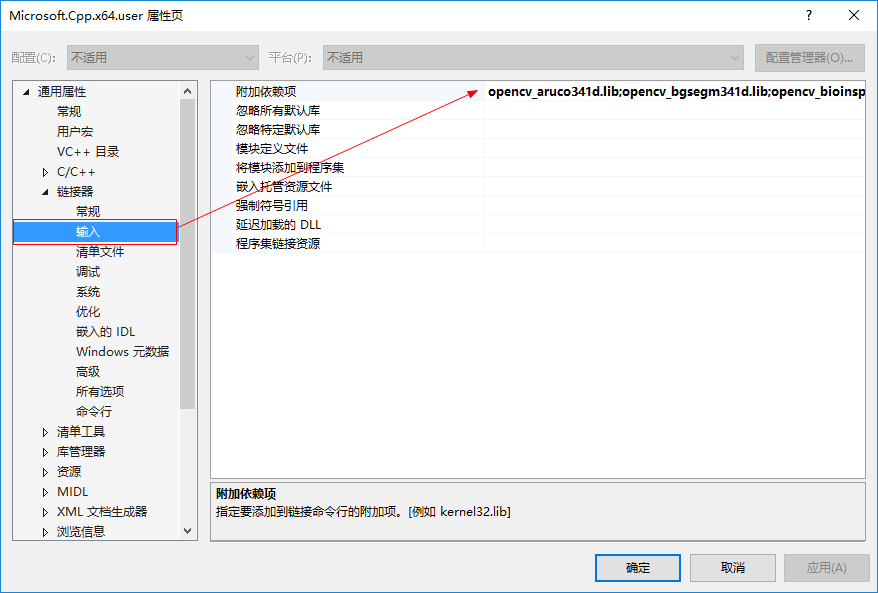 Microsoft.Cpp.x64.user 属性页
配置(C): 不适用 平台(P): 不适用 配置管理器(O)...
通用属性
常规
用户宏
VC++ 目录
C/C++
链接器
常规
输入
清单文件
调试
系统
优化
嵌入的 IDL
Windows 元数据
高级
所有选项
命令行
清单工具
库管理器
资源
MIDL
XML 文档生成器
浏览信息
附加依赖项 opencv_aruco341d.lib;opencv_bgsegm341d.lib;opencv_bioinsp
忽略所有默认库
忽略特定默认库
模块定义文件
将模块添加到程序集
嵌入托管资源文件
强制符号引用
延迟加载的 DLL
程序集链接资源
附加依赖项
指定要添加到链接命令行的附加项。[例如 kernel32.lib]
确定 取消 应用(A)